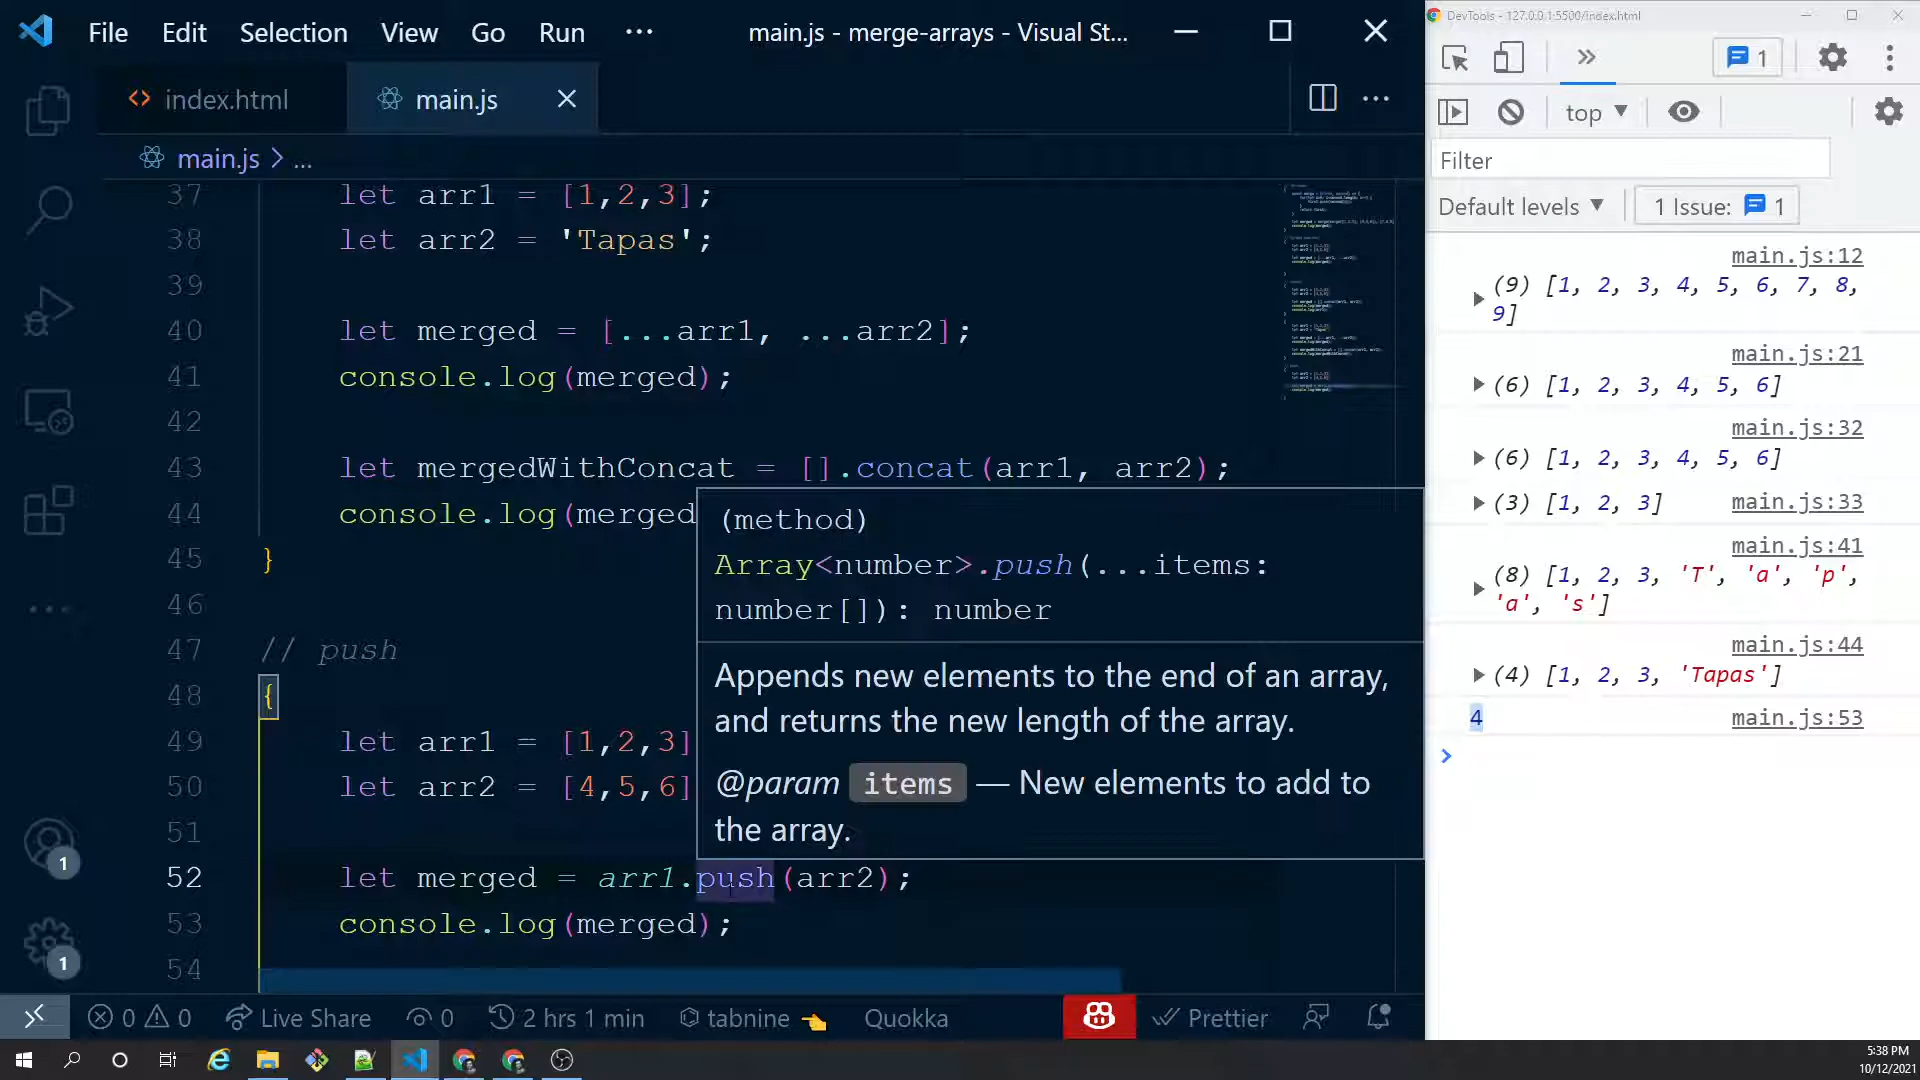 File Edit Selection View Go Run ··· main.js - merge-arrays - Visual St...
index.html main.js
main.js > ...
37 let arr1 = [1,2,3];
38 let arr2 = 'Tapas';
39
40 let merged = [...arr1, ...arr2];
41 console.log(merged);
42
43 let mergedWithConcat = [].concat(arr1, arr2);
44 console.log(merged
45 }
46
47 // push
48 {
49 let arr1 = [1,2,3]
50 let arr2 = [4,5,6]
51
52 let merged = arr1.push(arr2);
53 console.log(merged);
54
(method)
Array<number>.push(...items:
number[]): number
Appends new elements to the end of an array,
and returns the new length of the array.
@param items — New elements to add to
the array.
1
1
0 0 Live Share 0 2 hrs 1 min tabnine Quokka Prettier
DevTools - 127.0.0.1:5500/index.html
1
top
Filter
Default levels 1 Issue: 1
main.js:12
(9) [1, 2, 3, 4, 5, 6, 7, 8,
9]
main.js:21
(6) [1, 2, 3, 4, 5, 6]
main.js:32
(6) [1, 2, 3, 4, 5, 6]
(3) [1, 2, 3] main.js:33
main.js:41
(8) [1, 2, 3, 'T', 'a', 'p',
'a', 's']
main.js:44
(4) [1, 2, 3, 'Tapas']
4 main.js:53
5:38 PM
10/12/2021